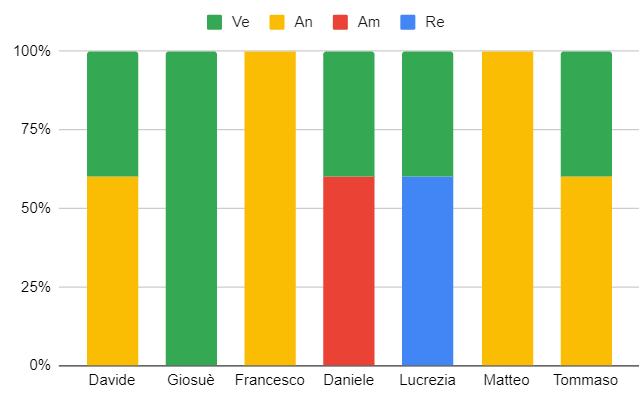 Ve An Am Re
100%
75%
50%
25%
0%
Davide Giosuè Francesco Daniele Lucrezia Matteo Tommaso